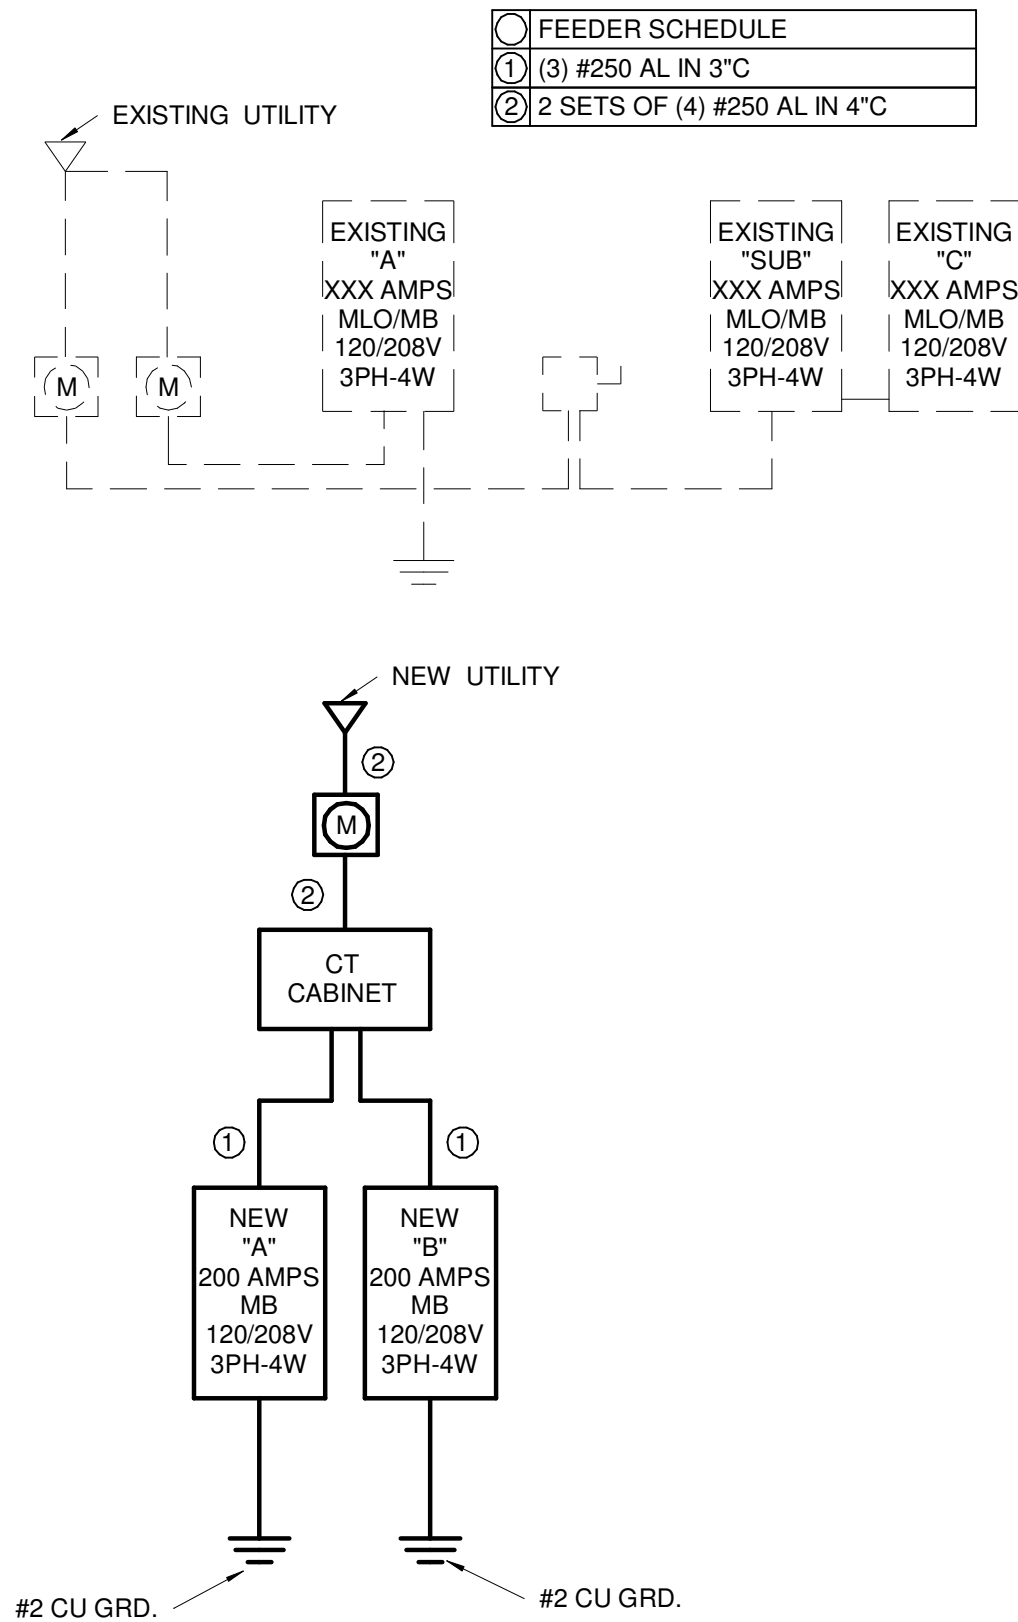 FEEDER SCHEDULE
1 (3) #250 AL IN 3"C
2 2 SETS OF (4) #250 AL IN 4"C
EXISTING UTILITY
M
M
EXISTING
"A"
XXX AMPS
MLO/MB
120/208V
3PH-4W
EXISTING
"SUB"
XXX AMPS
MLO/MB
120/208V
3PH-4W
EXISTING
"C"
XXX AMPS
MLO/MB
120/208V
3PH-4W
NEW UTILITY
2
M
2
CT
CABINET
1
1
NEW
"A"
200 AMPS
MB
120/208V
3PH-4W
NEW
"B"
200 AMPS
MB
120/208V
3PH-4W
#2 CU GRD.
#2 CU GRD.